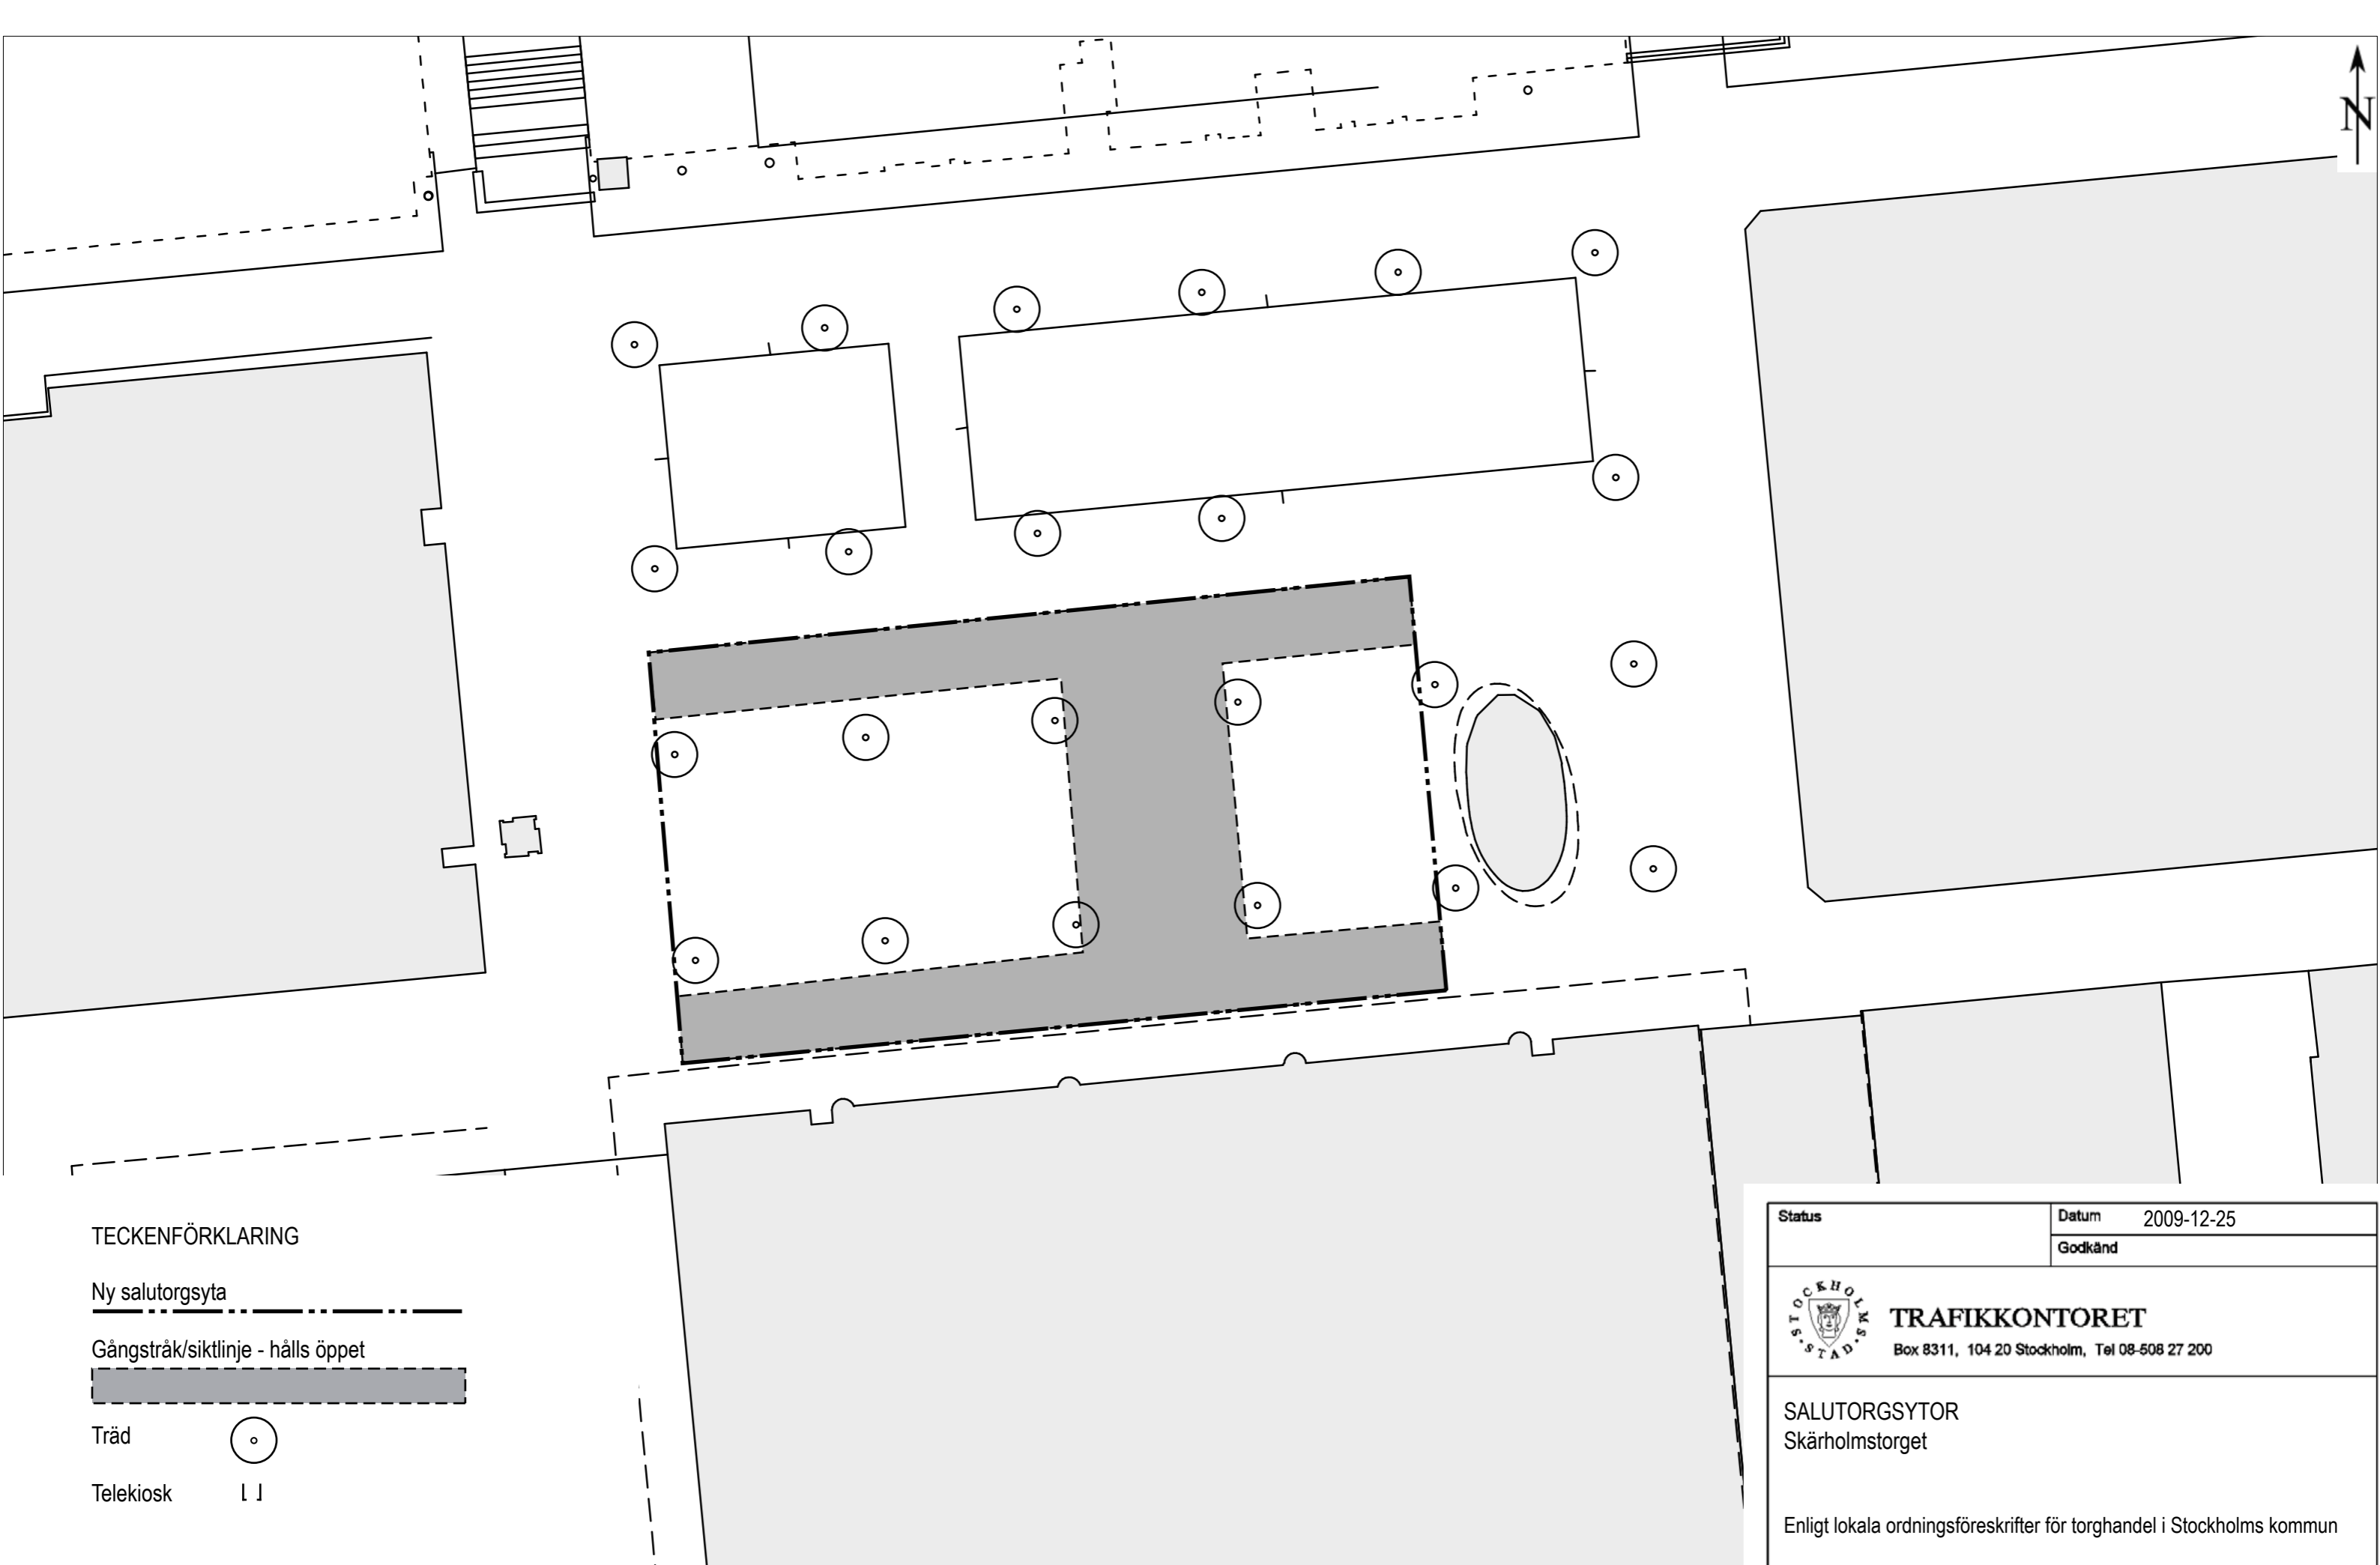 N
TECKENFÖRKLARING
Ny salutorgsyta
Gångstråk/siktlinje - hålls öppet
Träd
Telekiosk
Status
Datum 2009-12-25
Godkänd
STOCKHOLMS STAD
TRAFIKKONTORET
Box 8311, 104 20 Stockholm, Tel 08-508 27 200
SALUTORGSYTOR
Skärholmstorget
Enligt lokala ordningsföreskrifter för torghandel i Stockholms kommun